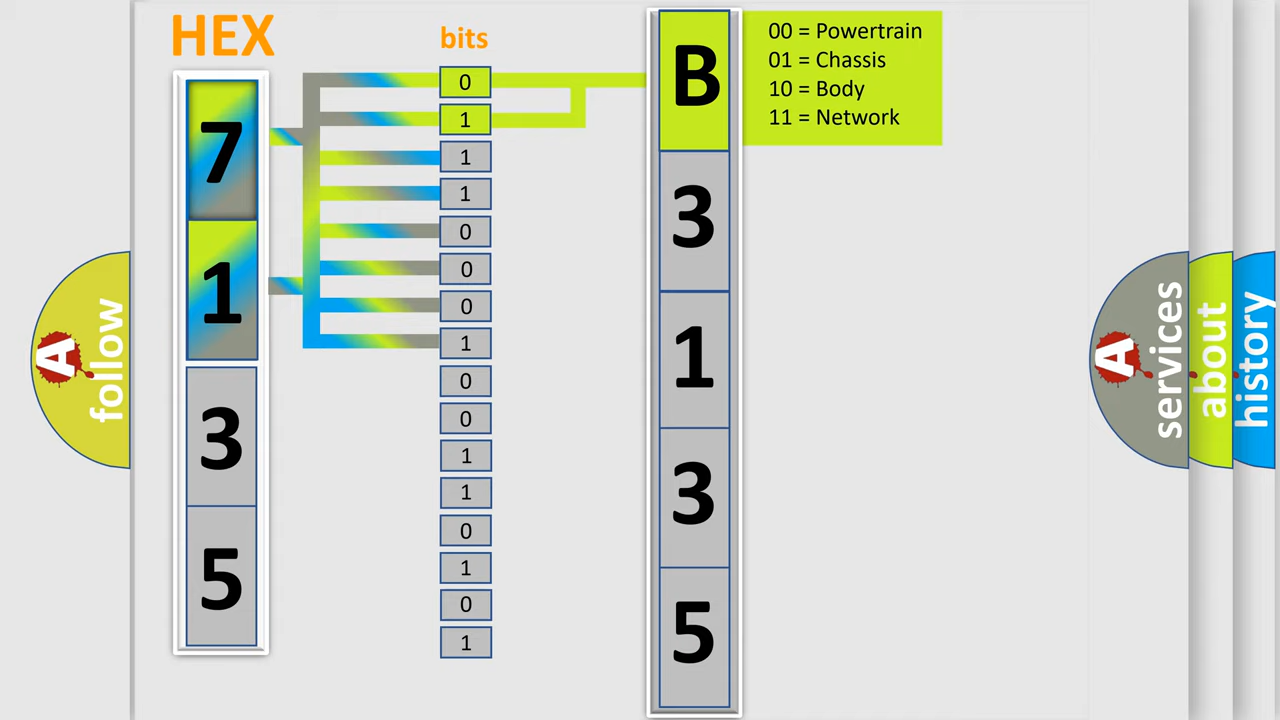 HEX
bits
7
1
3
5
0
1
1
1
0
0
0
1
0
0
1
1
0
1
0
1
B
3
1
3
5
00 = Powertrain
01 = Chassis
10 = Body
11 = Network
A
follow
A
services
about
history